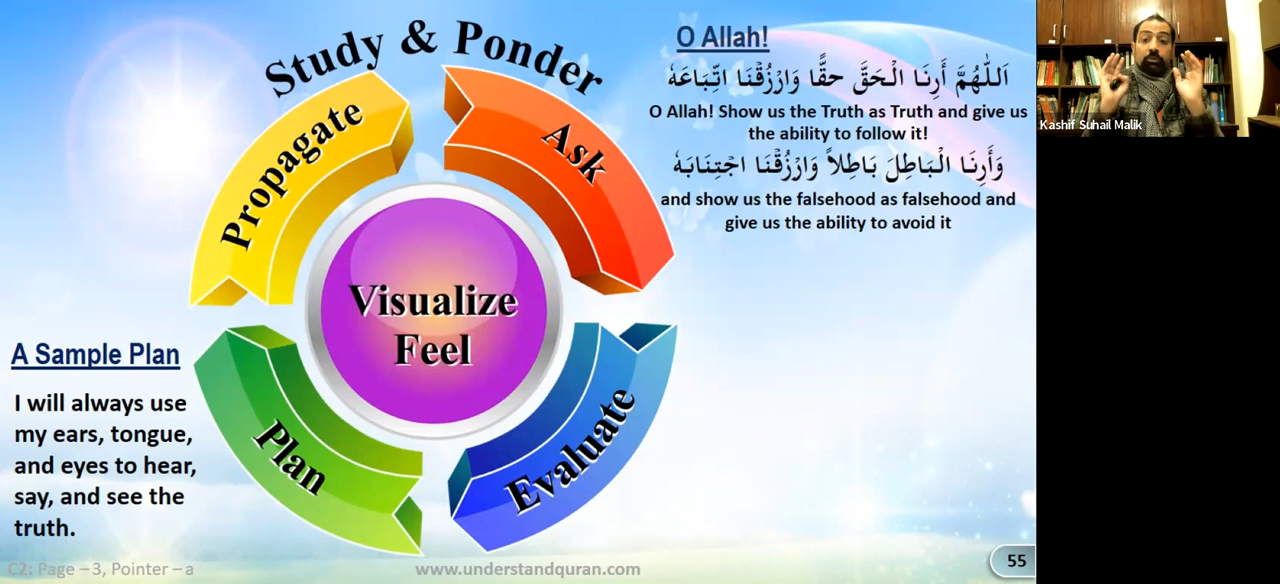 Study & Ponder
Propagate
Ask
Visualize
Feel
Plan
Evaluate
O Allah!
اَللّٰهُمَّ أَرِنَا الْحَقَّ حقًّا وَارْزُقْنَا اتِّبَاعَهٗ
O Allah! Show us the Truth as Truth and give us
the ability to follow it!
وَأَرِنَا الْبَاطِلَ بَاطِلاً وَارْزُقْنَا اجْتِنَابَهٗ
and show us the falsehood as falsehood and
give us the ability to avoid it
A Sample Plan
I will always use
my ears, tongue,
and eyes to hear,
say, and see the
truth.
C2: Page – 3, Pointer – a
www.understandquran.com
55
Kashif Suhail Malik